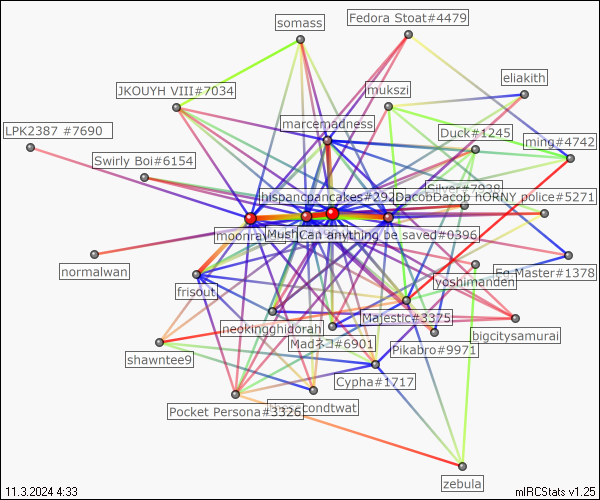 somass
Fedora Stoat#4479
eliakith
JKOUYH VIII#7034
mukszi
LPK2387 #7690
marcemadness
Duck#1245
ming#4742
Swirly Boi#6154
hispancpancakes#292
Silver#7938
DacobDacob hORNY police#5271
moonra
Mush
Can anything be saved#0396
normalwan
frisout
yoshimanden
Eg Master#1378
neokingghidorah
Majestic#3375
bigcitysamurai
Madネコ#6901
Pikabro#9971
shawntee9
Cypha#1717
Pocket Persona#3326
condtwat
zebula
11.3.2024 4:33
mIRCStats v1.25